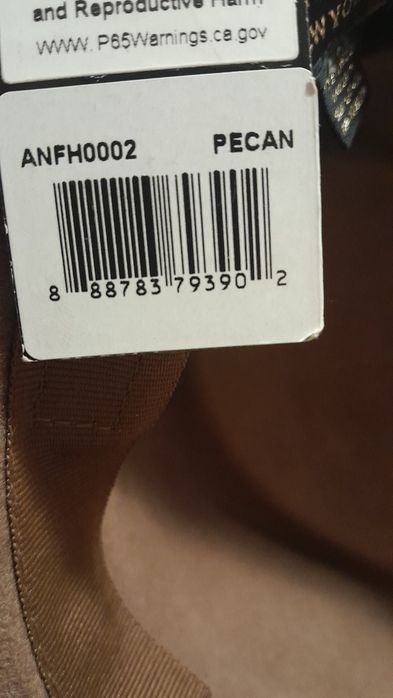 and Reproductive Harm
WWW.P65Warnings.ca.gov
ANFH0002 PECAN
8 88783 79390 2